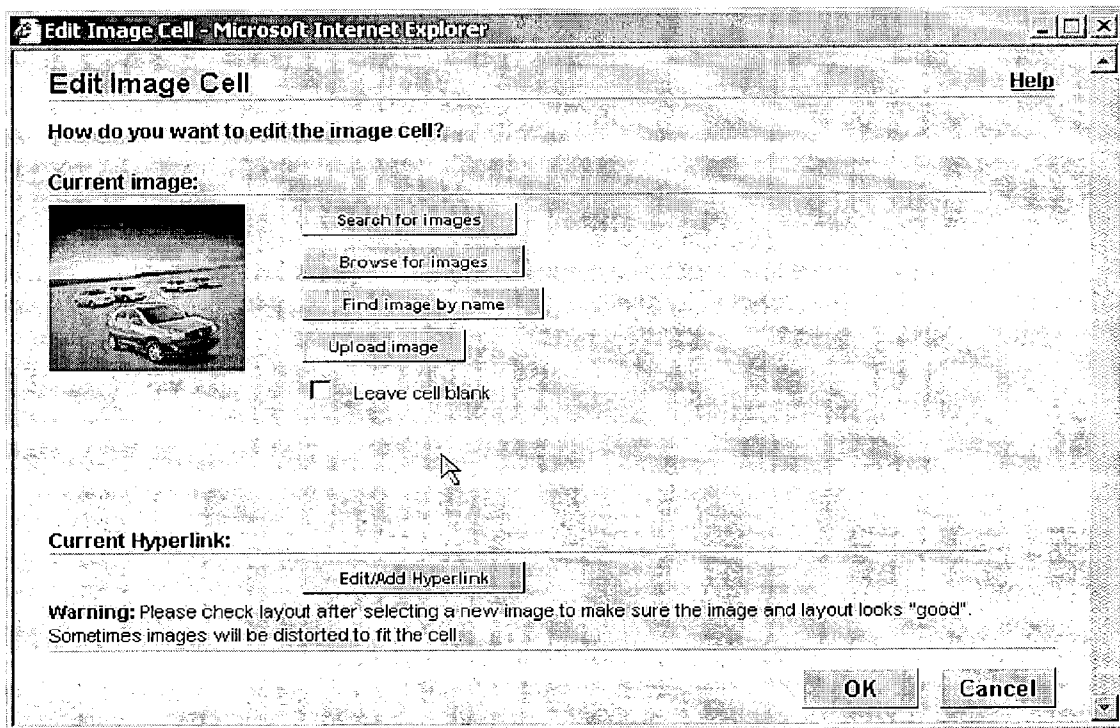 Edit Image Cell - Microsoft Internet Explorer
Edit Image Cell
Help
How do you want to edit the image cell?
Current image:
Search for images
Browse for images
Find image by name
Upload image
Leave cell blank
Current Hyperlink:
Edit/Add Hyperlink
Warning: Please check layout after selecting a new image to make sure the image and layout looks "good".
Sometimes images will be distorted to fit the cell.
OK
Cancel